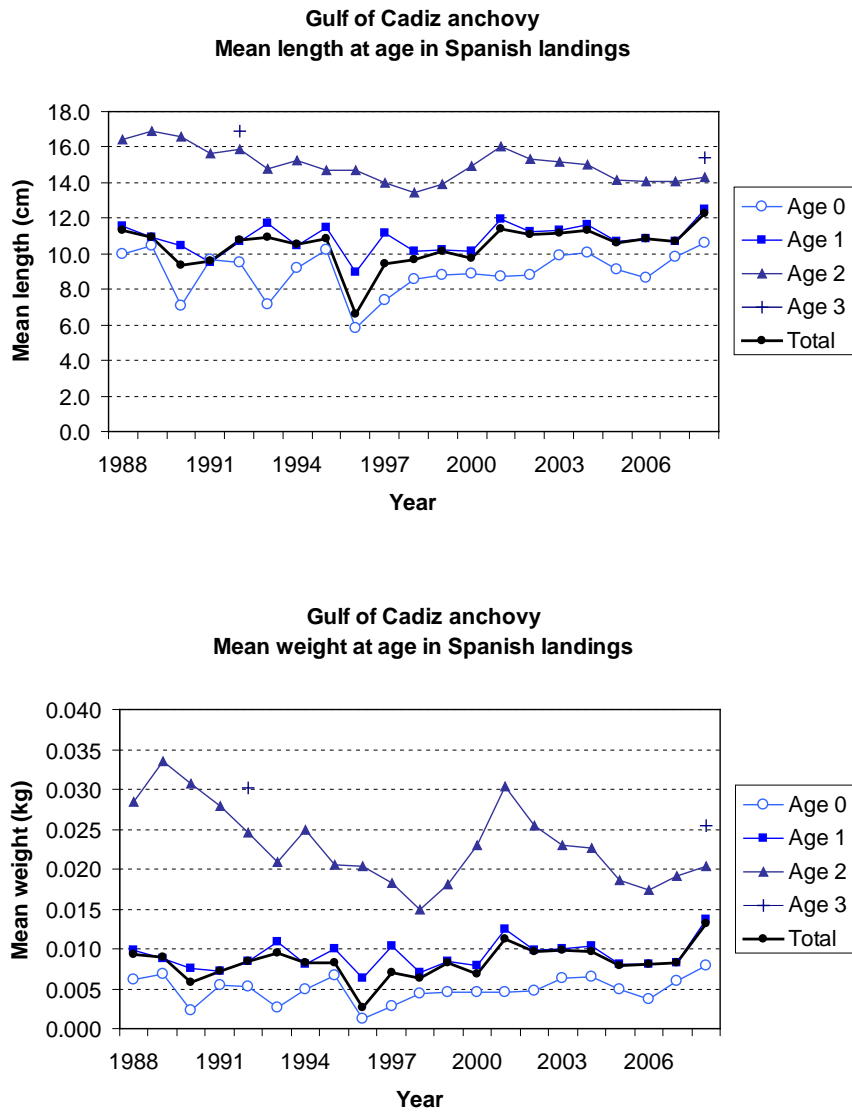 Gulf of Cadiz anchovy
Mean length at age in Spanish landings
Mean length (cm)
18.0
16.0
14.0
12.0
10.0
8.0
6.0
4.0
2.0
0.0
1988 1991 1994 1997 2000 2003 2006
Year
Age 0
Age 1
Age 2
Age 3
Total
Gulf of Cadiz anchovy
Mean weight at age in Spanish landings
Mean weight (kg)
0.040
0.035
0.030
0.025
0.020
0.015
0.010
0.005
0.000
1988 1991 1994 1997 2000 2003 2006
Year
Age 0
Age 1
Age 2
Age 3
Total